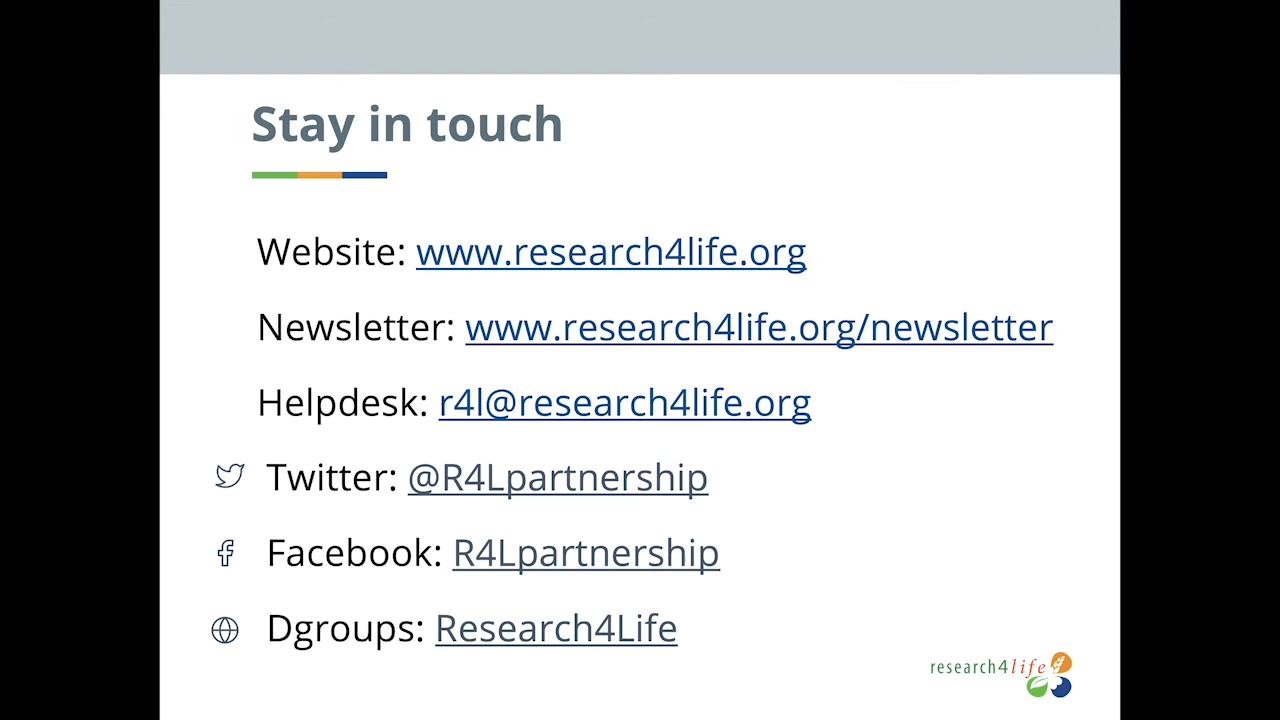 Stay in touch
Website: www.research4life.org
Newsletter: www.research4life.org/newsletter
Helpdesk: r4l@research4life.org
Twitter: @R4Lpartnership
Facebook: R4Lpartnership
Dgroups: Research4Life
research4life